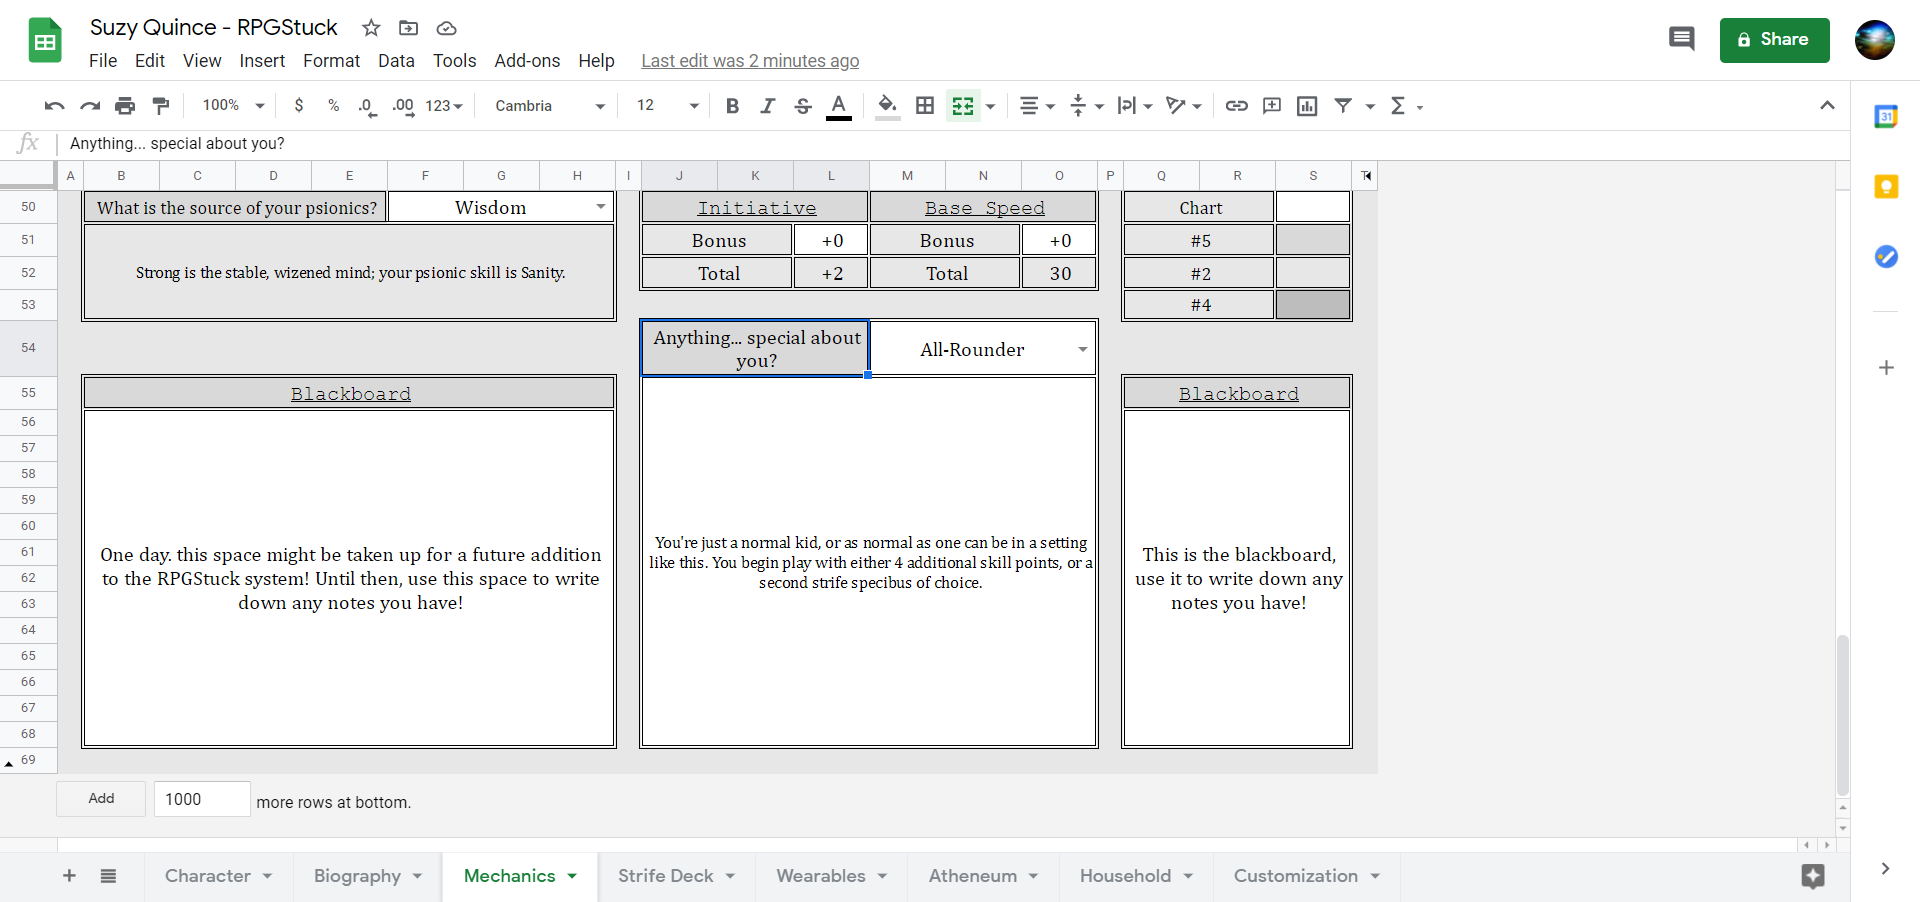 Suzy Quince - RPGStuck
File Edit View Insert Format Data Tools Add-ons Help Last edit was 2 minutes ago
Share
100% $ % .0 .00 123 Cambria 12 B I S A Σ
31
fx Anything... special about you?
A B C D E F G H I J K L M N O P Q R S T
50 What is the source of your psionics? Wisdom Initiative Base Speed Chart
51 Bonus +0 Bonus +0 #5
52 Strong is the stable, wizened mind; your psionic skill is Sanity. Total +2 Total 30 #2
53 #4
54 Anything... special about
you?
All-Rounder
55 Blackboard Blackboard
56
57
58
59
60
61
62
63
64
65
66
67
68
69
One day. this space might be taken up for a future addition
to the RPGStuck system! Until then, use this space to write
down any notes you have!
You're just a normal kid, or as normal as one can be in a setting
like this. You begin play with either 4 additional skill points, or a
second strife specibus of choice.
This is the blackboard,
use it to write down any
notes you have!
Add 1000 more rows at bottom.
Character Biography Mechanics Strife Deck Wearables Atheneum Household Customization